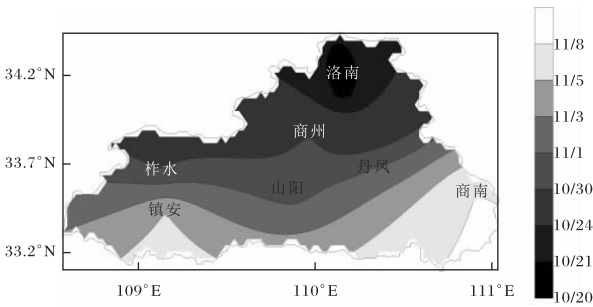 34.2°N
33.7°N
33.2°N
109°E
110°E
111°E
洛南
商州
柞水
丹凤
山阳
商南
镇安
11/8
11/5
11/3
11/1
10/30
10/24
10/21
10/20